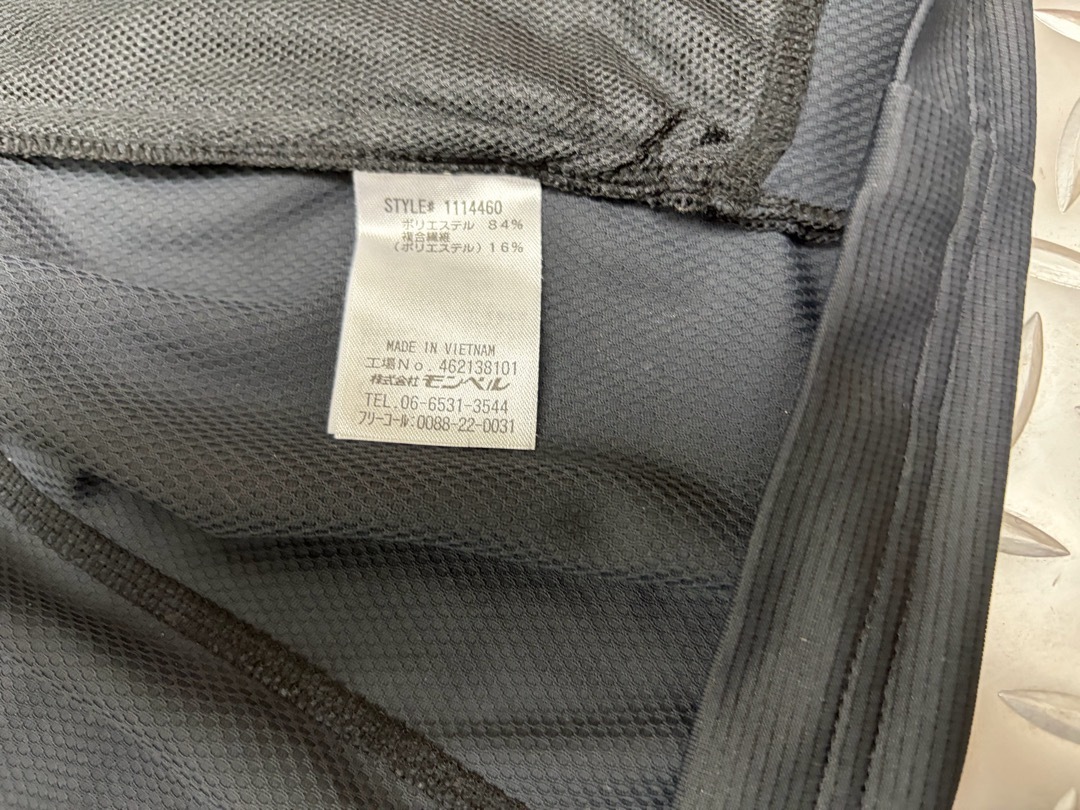 STYLE# 1114460
ポリエステル 84%
複合繊維
(ポリエステル) 16%
MADE IN VIETNAM
工場No. 462138101
株式会社 モンベル
TEL.06-6531-3544
フリーコール:0088-22-0031